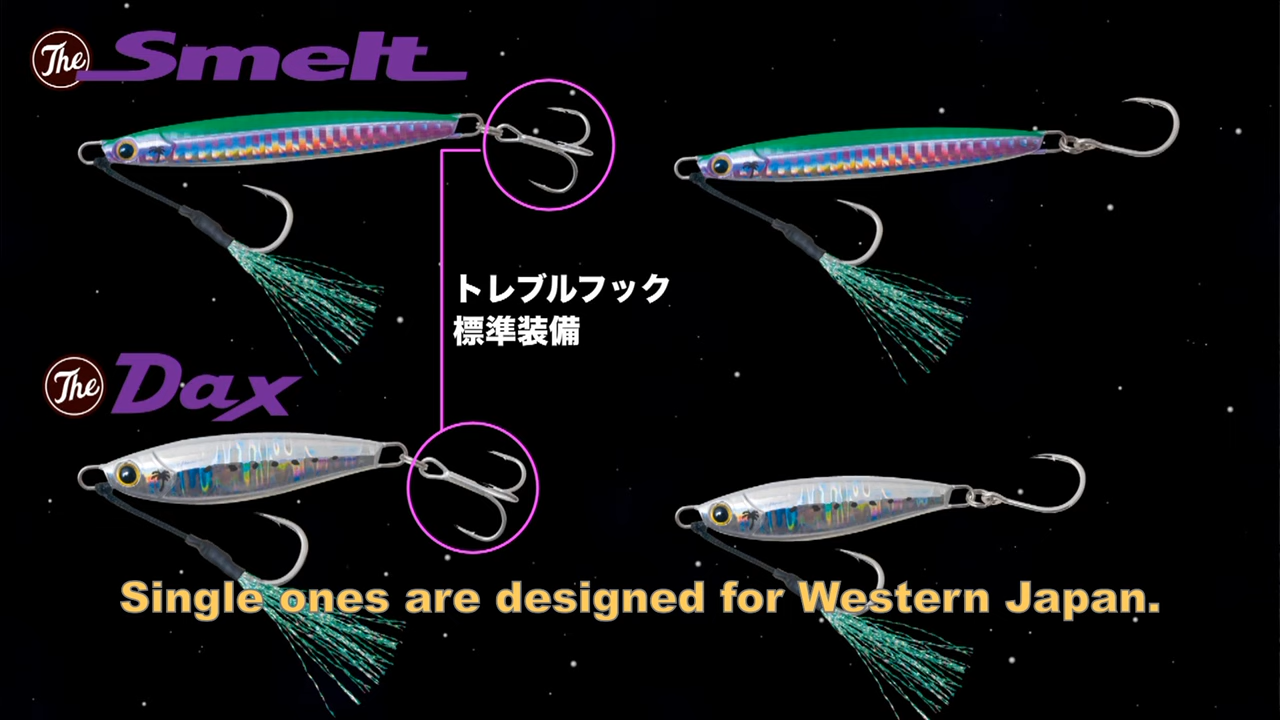 The Smelt
トレブルフック
標準装備
The Dax
Single ones are designed for Western Japan.